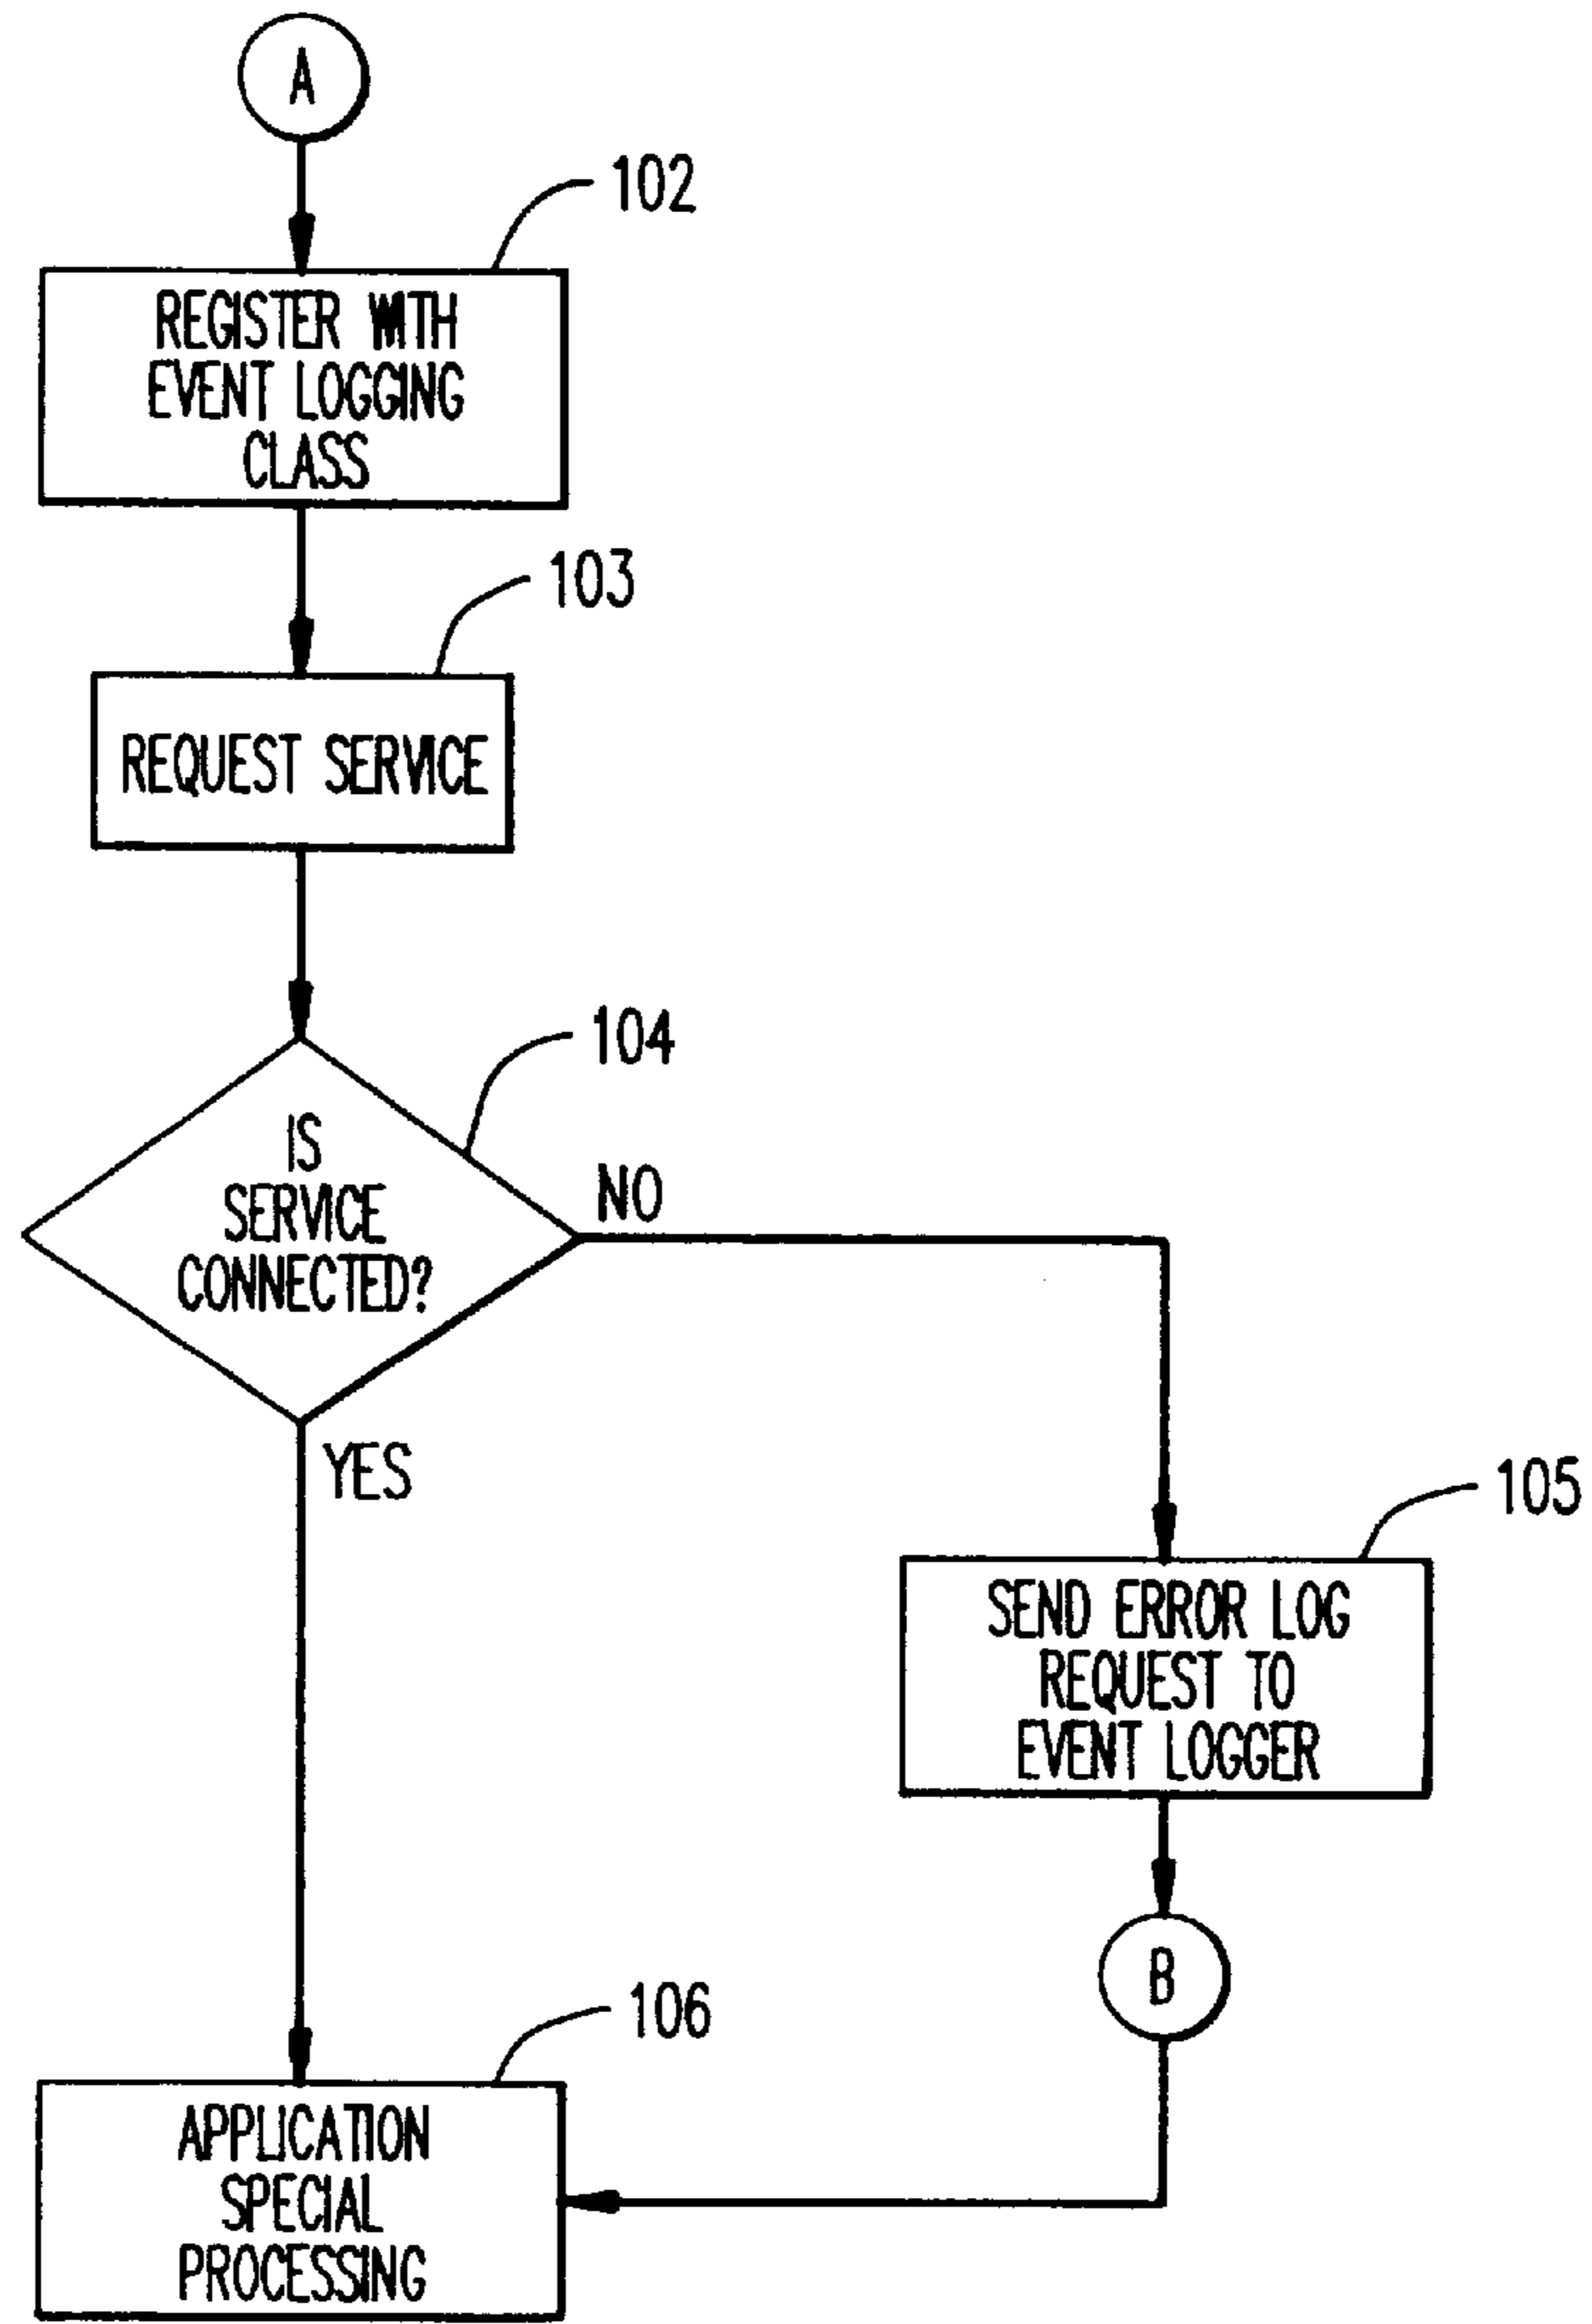 A
102
REGISTER WITH
EVENT LOGGING
CLASS
103
REQUEST SERVICE
104
IS
SERVICE
CONNECTED?
NO
YES
105
SEND ERROR LOG
REQUEST TO
EVENT LOGGER
B
106
APPLICATION
SPECIAL
PROCESSING